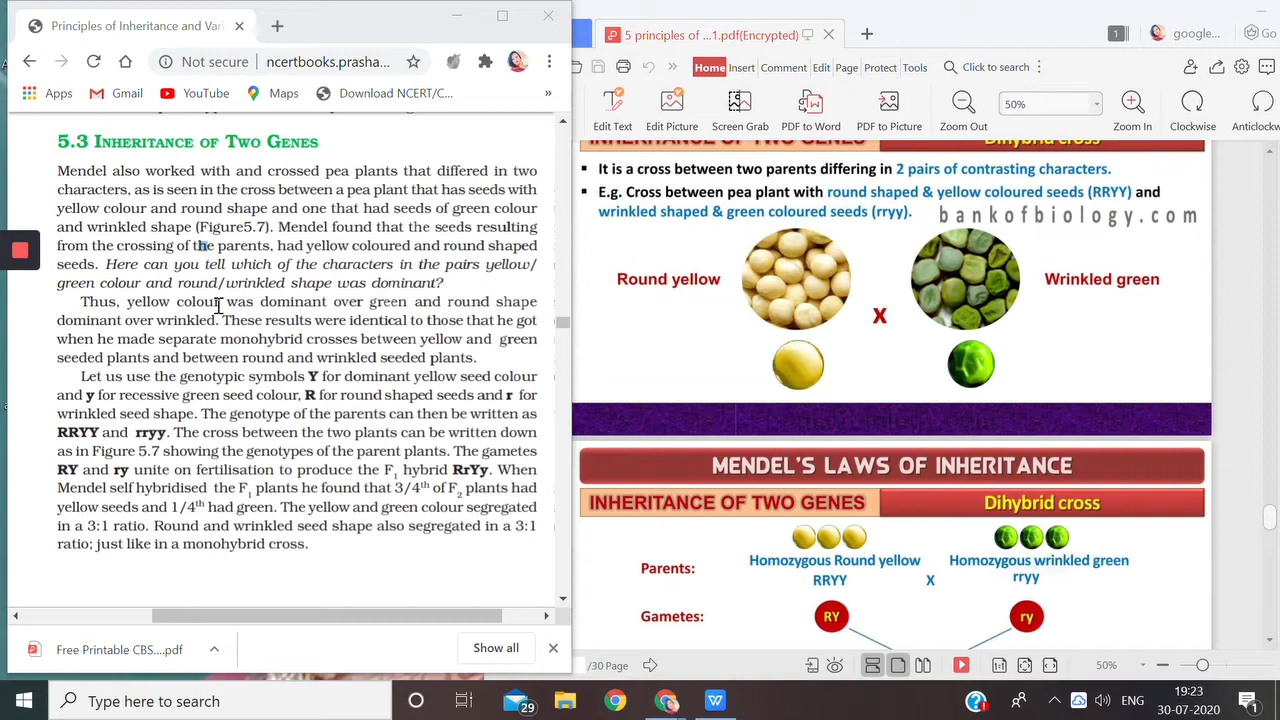 Principles of Inheritance and Vari
5 principles of ...1.pdf(Encrypted)
1
google...
Go
Not secure
ncertbooks.prasha...
Home Insert Comment Edit Page Protect Tools
Click to search
Apps
Gmail
YouTube
Maps
Download NCERT/C...
»
50%
Edit Text
Edit Picture
Screen Grab
PDF to Word
PDF to Picture
Zoom Out
Zoom In
Clockwise
Anticlockw
5.3 INHERITANCE OF TWO GENES
Mendel also worked with and crossed pea plants that differed in two
characters, as is seen in the cross between a pea plant that has seeds with
yellow colour and round shape and one that had seeds of green colour
and wrinkled shape (Figure5.7). Mendel found that the seeds resulting
from the crossing of the parents, had yellow coloured and round shaped
seeds. Here can you tell which of the characters in the pairs yellow/
green colour and round/wrinkled shape was dominant?
Thus, yellow colour was dominant over green and round shape
dominant over wrinkled. These results were identical to those that he got
when he made separate monohybrid crosses between yellow and green
seeded plants and between round and wrinkled seeded plants.
Let us use the genotypic symbols Y for dominant yellow seed colour
and y for recessive green seed colour, R for round shaped seeds and r for
wrinkled seed shape. The genotype of the parents can then be written as
RRYY and rryy. The cross between the two plants can be written down
as in Figure 5.7 showing the genotypes of the parent plants. The gametes
RY and ry unite on fertilisation to produce the F1 hybrid RrYy. When
Mendel self hybridised the F1 plants he found that 3/4th of F2 plants had
yellow seeds and 1/4th had green. The yellow and green colour segregated
in a 3:1 ratio. Round and wrinkled seed shape also segregated in a 3:1
ratio; just like in a monohybrid cross.
INHERITANCE OF TWO GENES
Dihybrid cross
▪ It is a cross between two parents differing in 2 pairs of contrasting characters.
▪ E.g. Cross between pea plant with round shaped & yellow coloured seeds (RRYY) and
wrinkled shaped & green coloured seeds (rryy).
bankofbiology.com
Round yellow
X
Wrinkled green
MENDEL'S LAWS OF INHERITANCE
INHERITANCE OF TWO GENES
Dihybrid cross
Parents:
Homozygous Round yellow
RRYY
X
Homozygous wrinkled green
rryy
Gametes:
RY
ry
Free Printable CBS....pdf
Show all
/30 Page
1:1
50%
Type here to search
29
ENG
19:23
30-07-2020
1